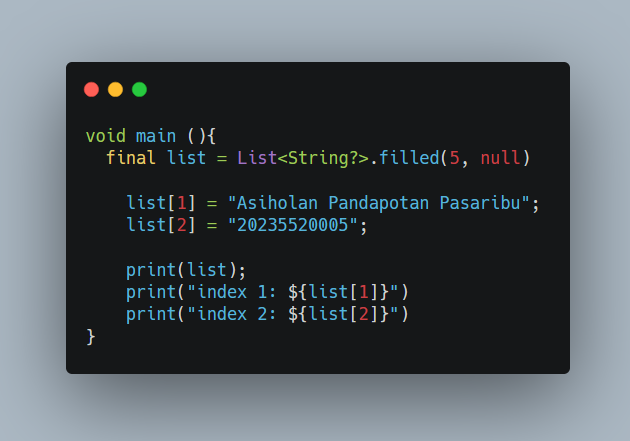 void main (){
  final list = List<String?>.filled(5, null)

    list[1] = "Asiholan Pandapotan Pasaribu";
    list[2] = "20235520005";

    print(list);
    print("index 1: ${list[1]}")
    print("index 2: ${list[2]}")
}